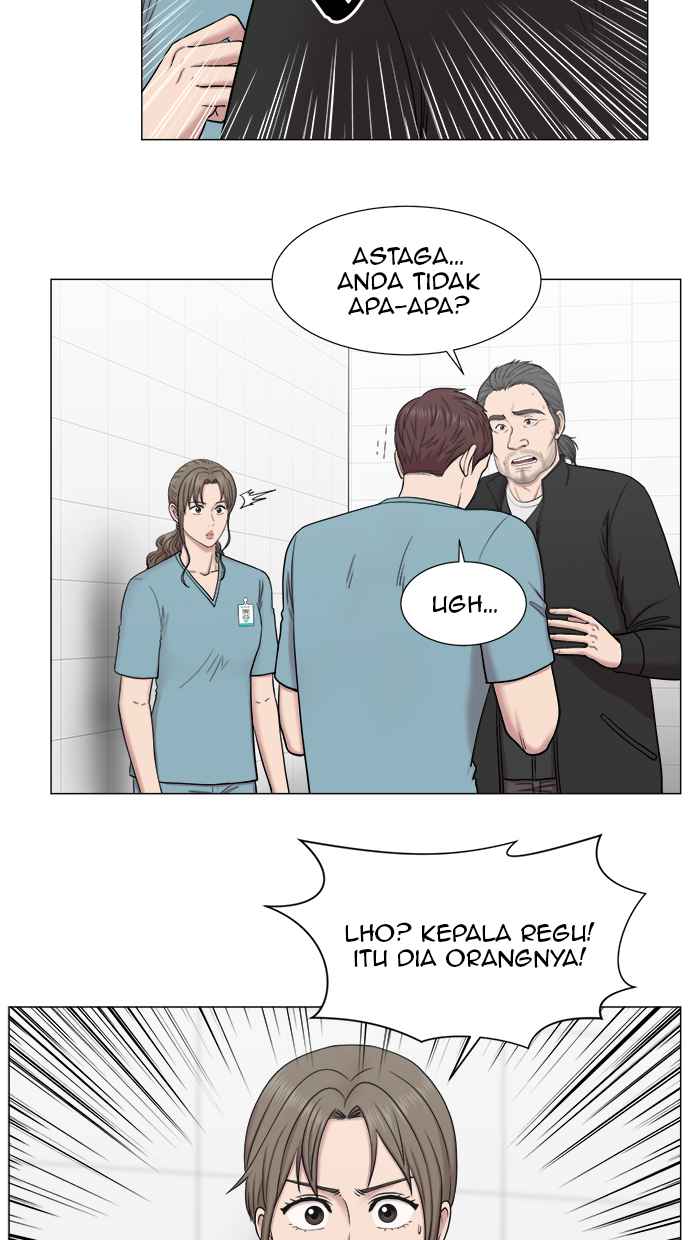 ASTAGA...
ANDA TIDAK
APA-APA?
UGH...
LHO? KEPALA REGU!
ITU DIA ORANGNYA!